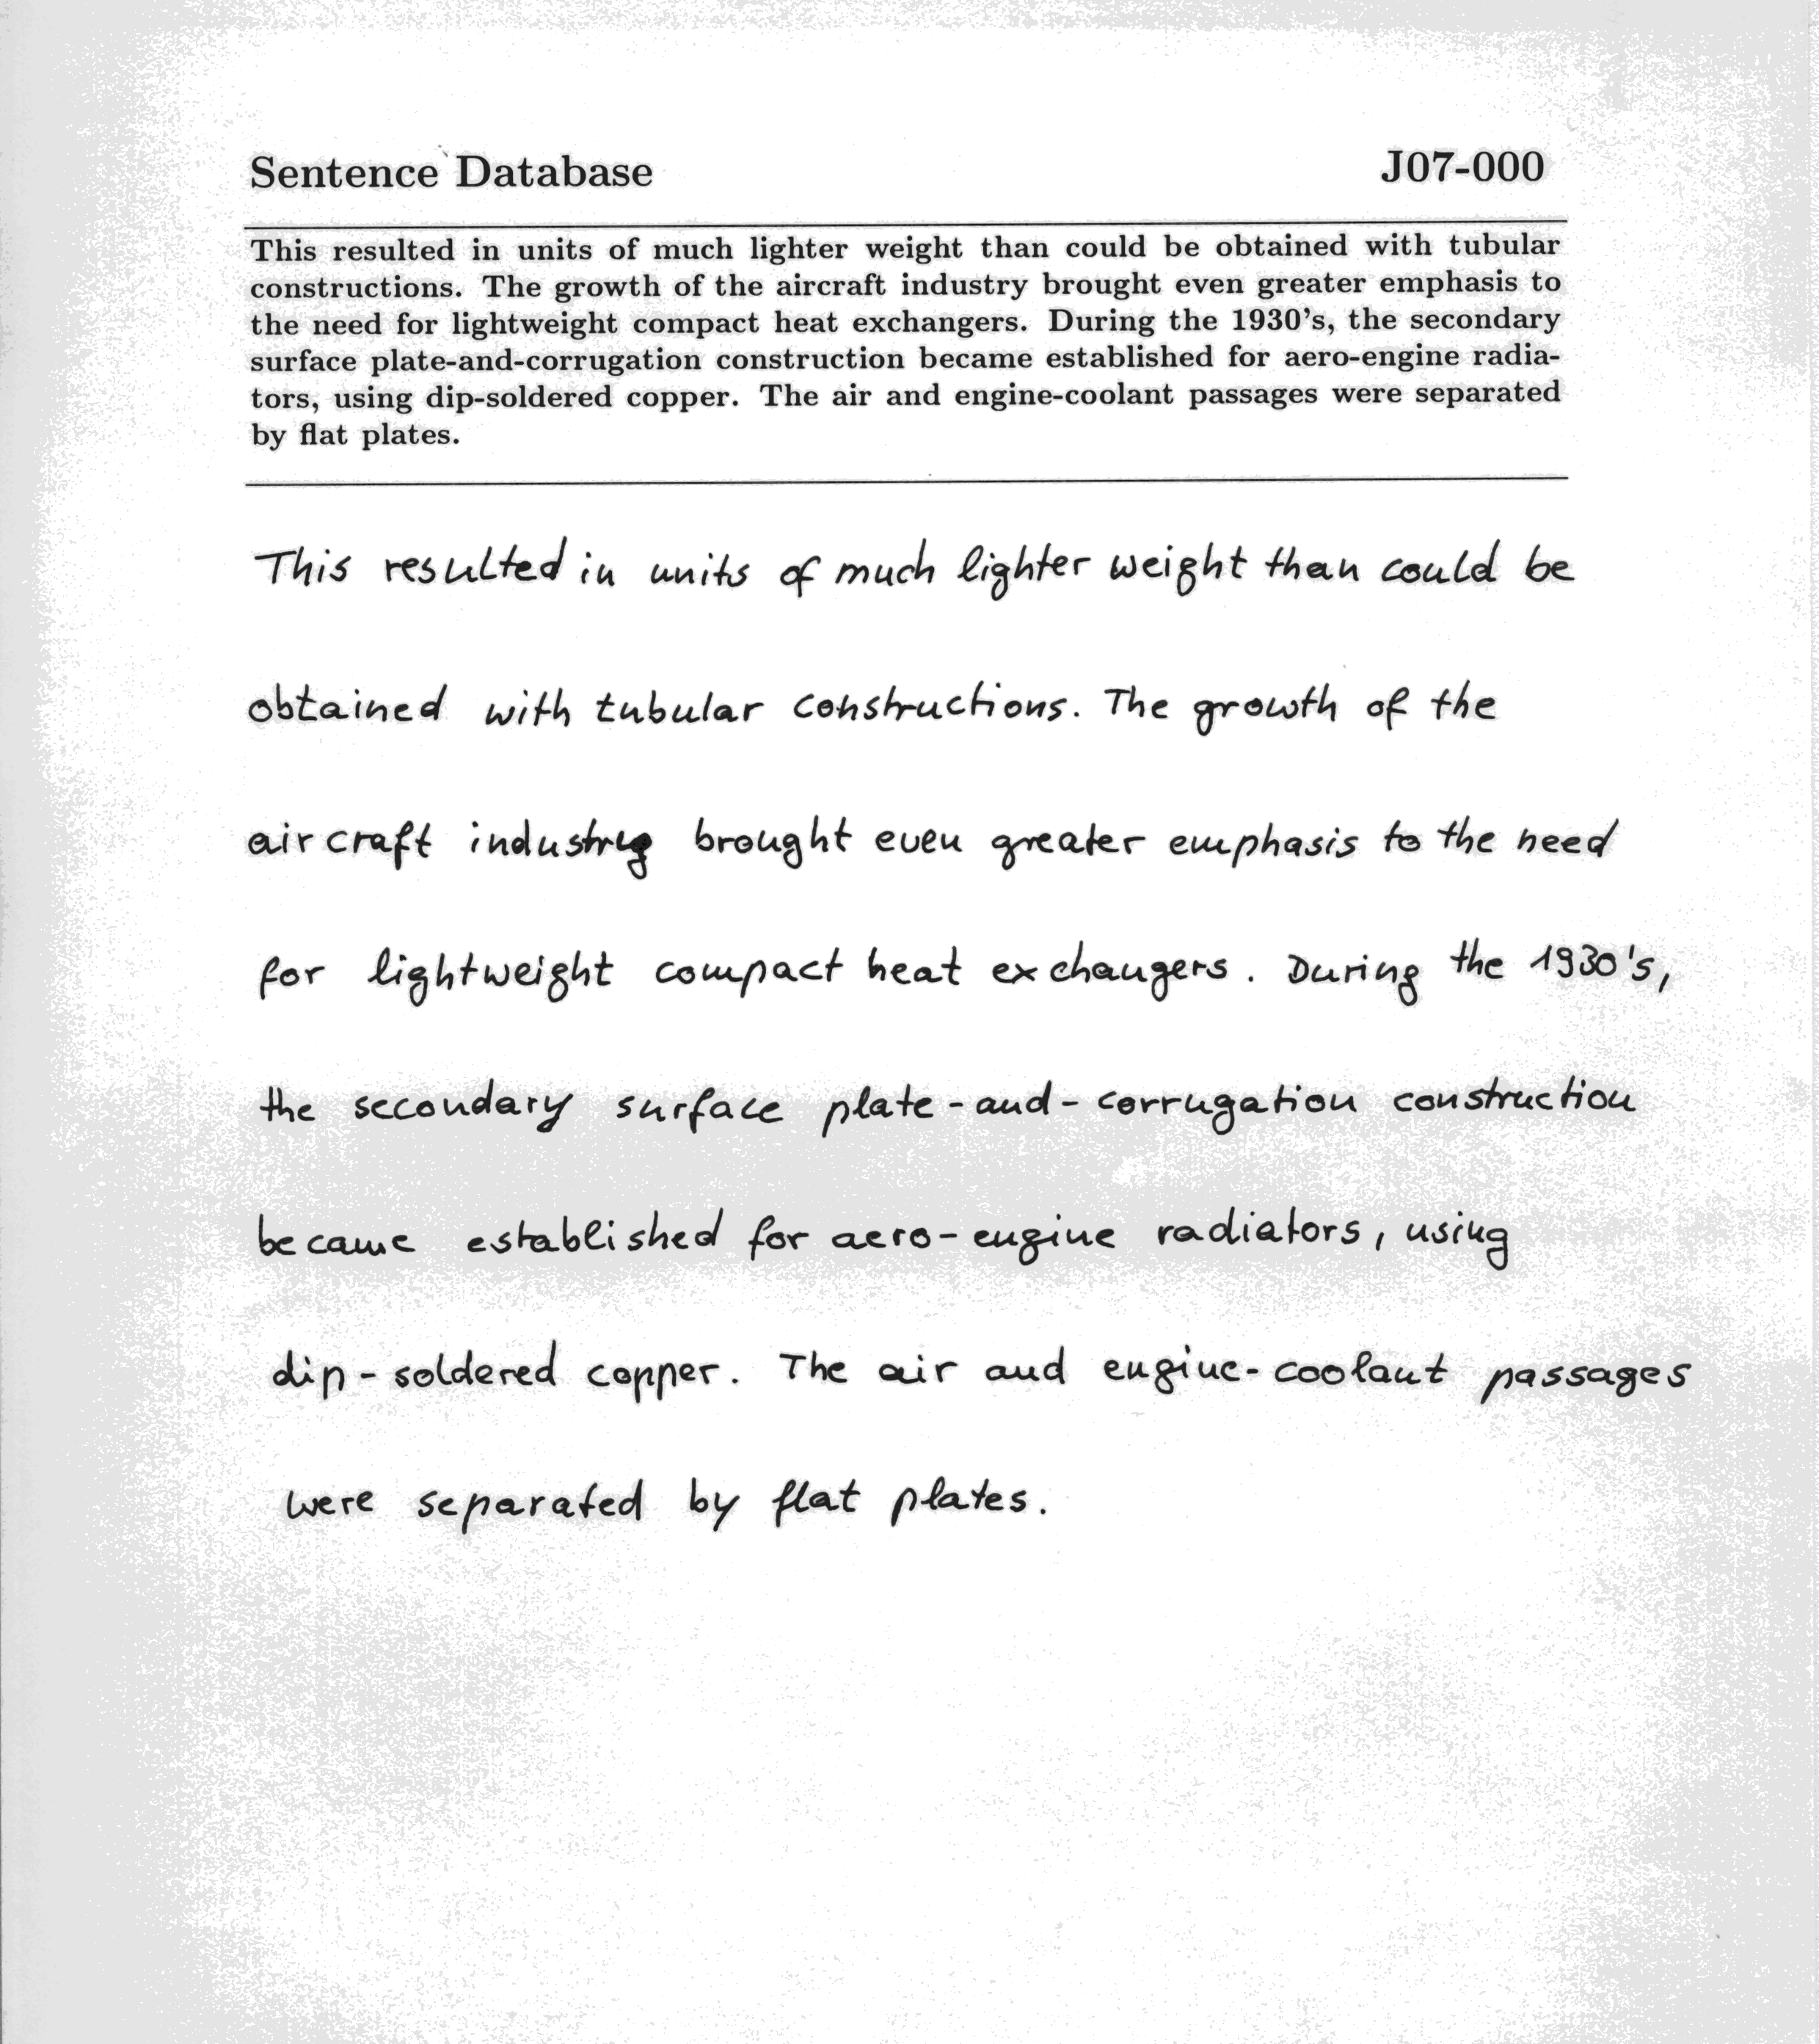 Sentence Database J07-000
This resulted in units of much lighter weight than could be obtained with tubular
constructions. The growth of the aircraft industry brought even greater emphasis to
the need for lightweight compact heat exchangers. During the 1930's, the secondary
surface plate-and-corrugation construction became established for aero-engine radia-
tors, using dip-soldered copper. The air and engine-coolant passages were separated
by flat plates.
This resulted in units of much lighter weight than could be
obtained with tubular constructions. The growth of the
aircraft industry brought even greater emphasis to the need
for lightweight compact heat exchangers. During the 1930's,
the secondary surface plate-and-corrugation construction
became established for aero-engine radiators, using
dip-soldered copper. The air and engine-coolant passages
were separated by flat plates.